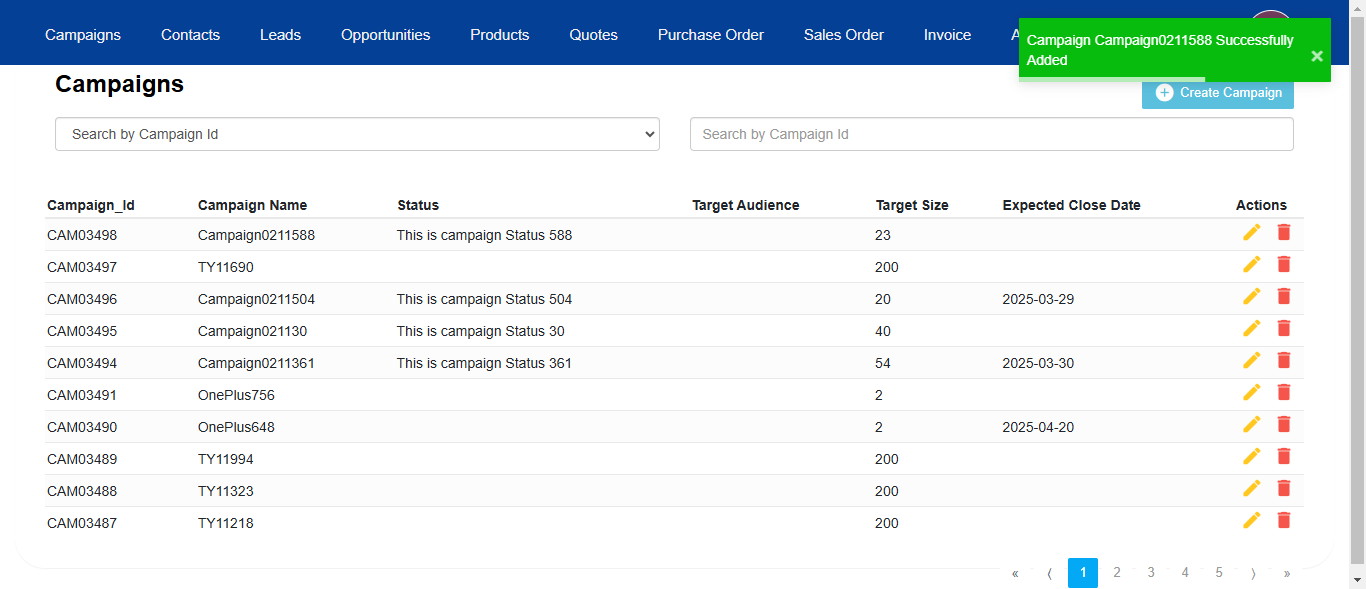 Campaigns Contacts Leads Opportunities Products Quotes Purchase Order Sales Order Invoice
Campaign Campaign0211588 Successfully
Added
×
Campaigns
Create Campaign
Search by Campaign Id Search by Campaign Id
Campaign_Id Campaign Name Status Target Audience Target Size Expected Close Date Actions
CAM03498 Campaign0211588 This is campaign Status 588 23
CAM03497 TY11690 200
CAM03496 Campaign0211504 This is campaign Status 504 20 2025-03-29
CAM03495 Campaign021130 This is campaign Status 30 40
CAM03494 Campaign0211361 This is campaign Status 361 54 2025-03-30
CAM03491 OnePlus756 2
CAM03490 OnePlus648 2 2025-04-20
CAM03489 TY11994 200
CAM03488 TY11323 200
CAM03487 TY11218 200
« ⟨ 1 2 3 4 5 ⟩ »